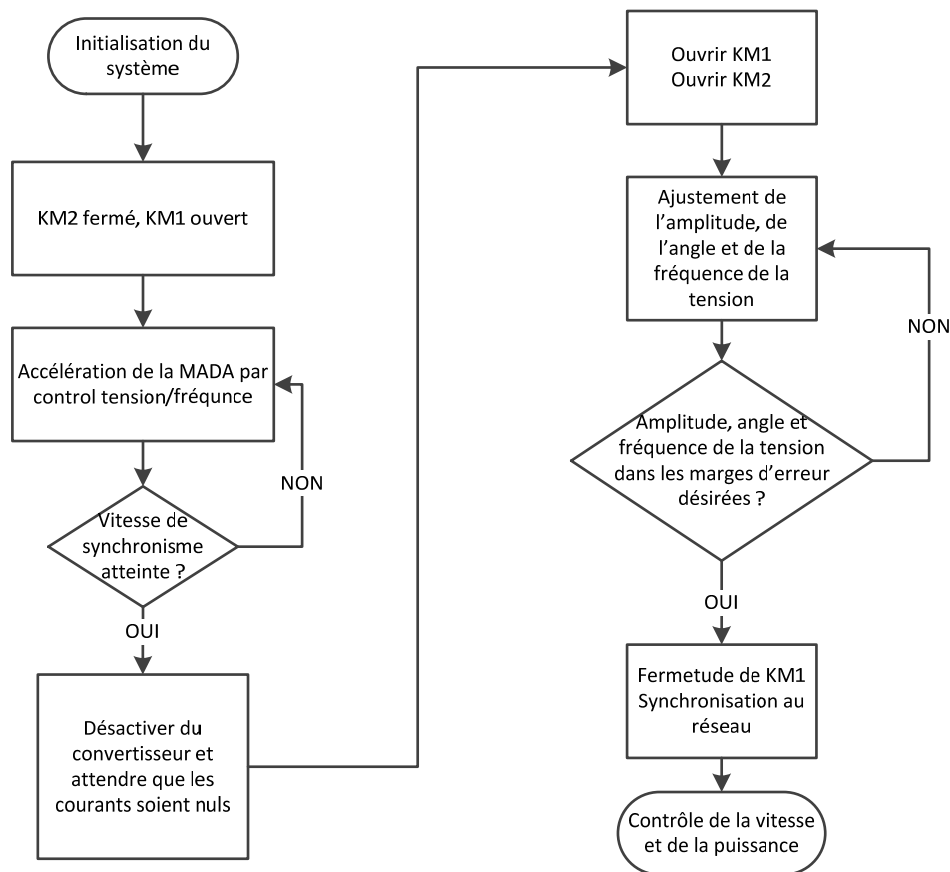 Initialisation du
système
KM2 fermé, KM1 ouvert
Accélération de la MADA par
control tension/fréqunce
NON
Vitesse de
synchronisme
atteinte ?
OUI
Désactiver du
convertisseur et
attendre que les
courants soient nuls
Ouvrir KM1
Ouvrir KM2
Ajustement de
l’amplitude, de
l’angle et de la
fréquence de la
tension
NON
Amplitude, angle et
fréquence de la tension
dans les marges d’erreur
désirées ?
OUI
Fermetude de KM1
Synchronisation au
réseau
Contrôle de la vitesse
et de la puissance